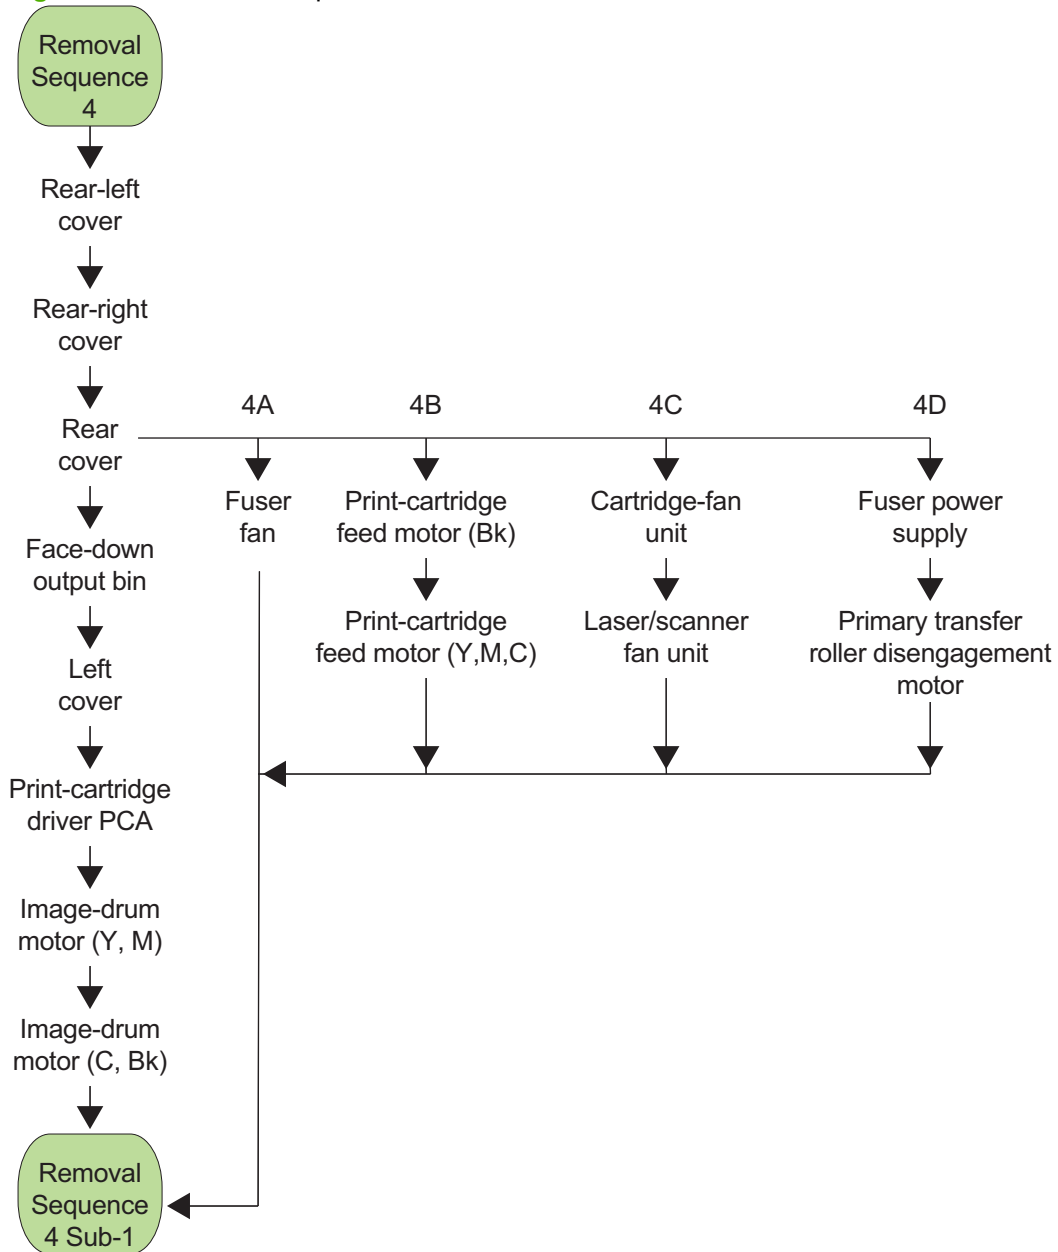 Removal
Sequence
4
Rear-left
cover
Rear-right
cover
Rear
cover
Face-down
output bin
Left
cover
Print-cartridge
driver PCA
Image-drum
motor (Y, M)
Image-drum
motor (C, Bk)
Removal
Sequence
4 Sub-1
4A
Fuser
fan
4B
Print-cartridge
feed motor (Bk)
Print-cartridge
feed motor (Y,M,C)
4C
Cartridge-fan
unit
Laser/scanner
fan unit
4D
Fuser power
supply
Primary transfer
roller disengagement
motor